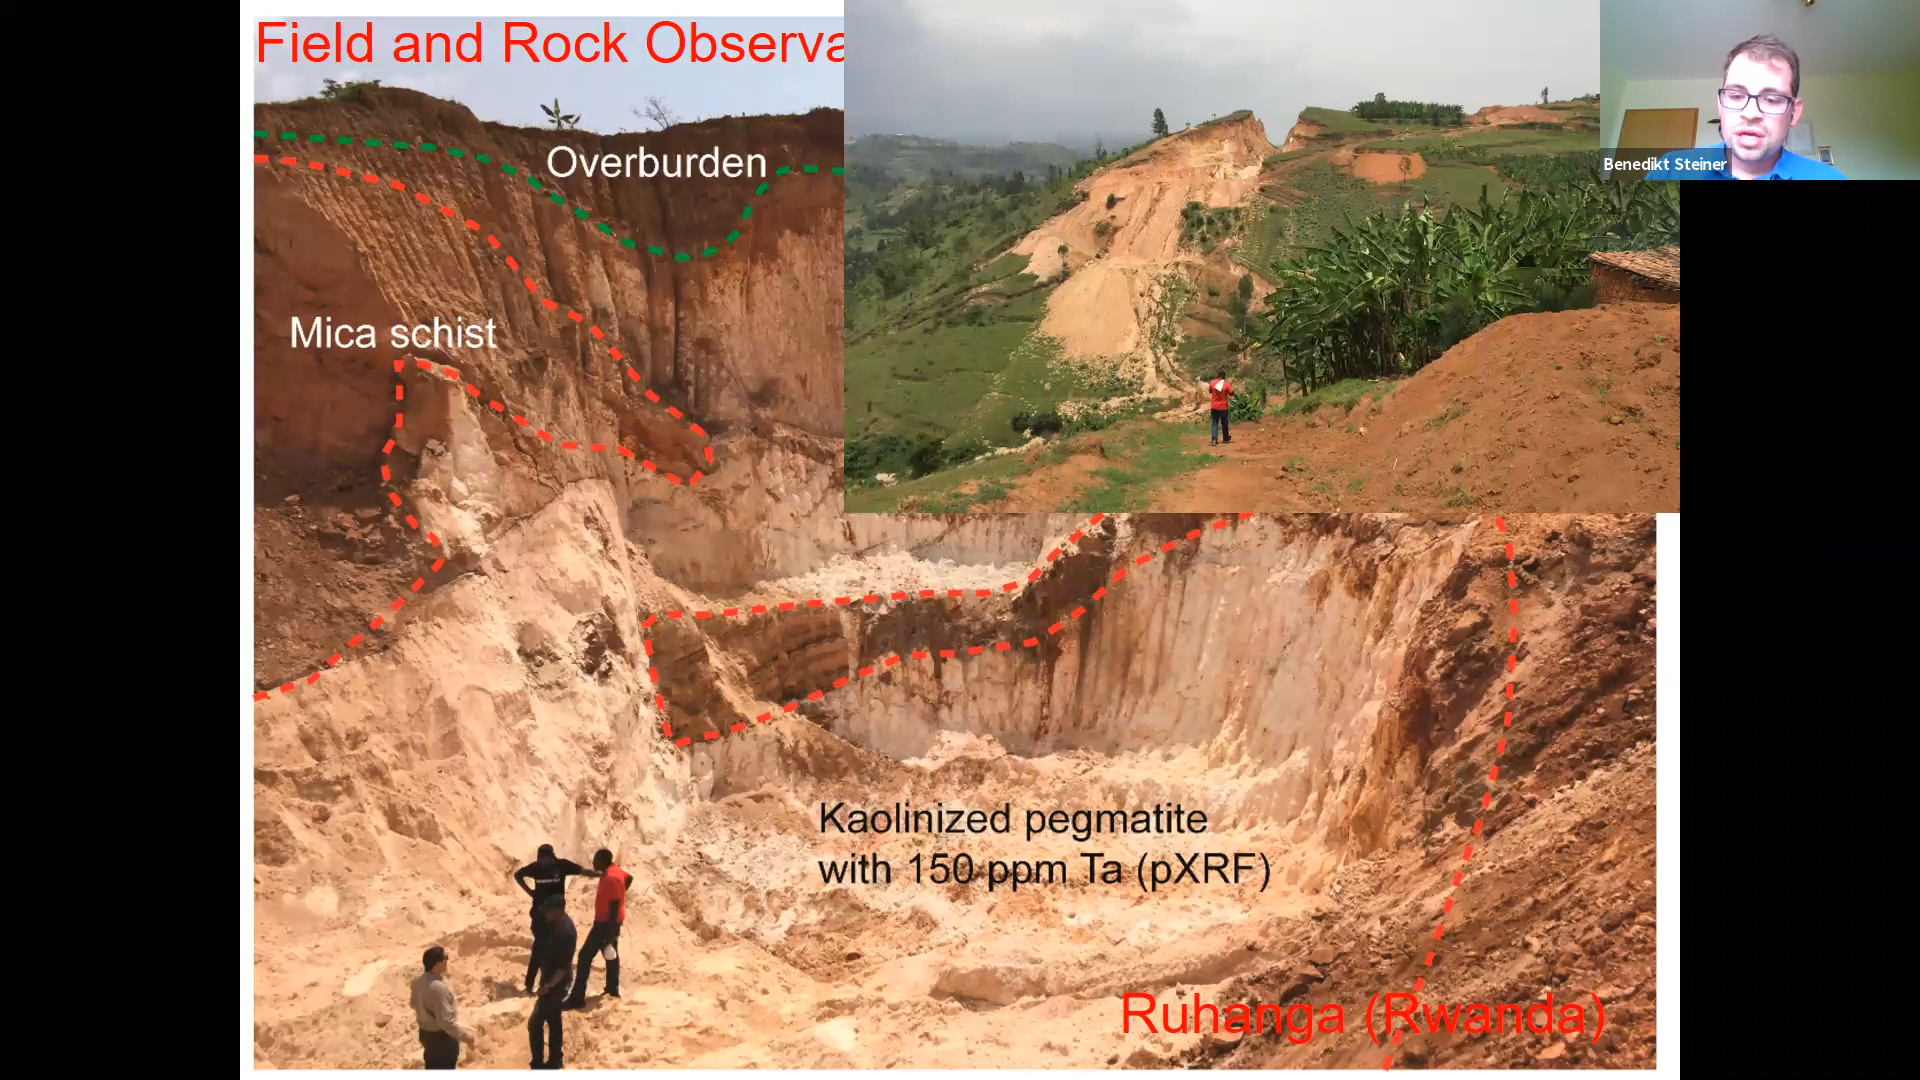 Field and Rock Observa
Benedikt Steiner
Overburden
Mica schist
Kaolinized pegmatite
with 150 ppm Ta (pXRF)
Ruhanga (Rwanda)